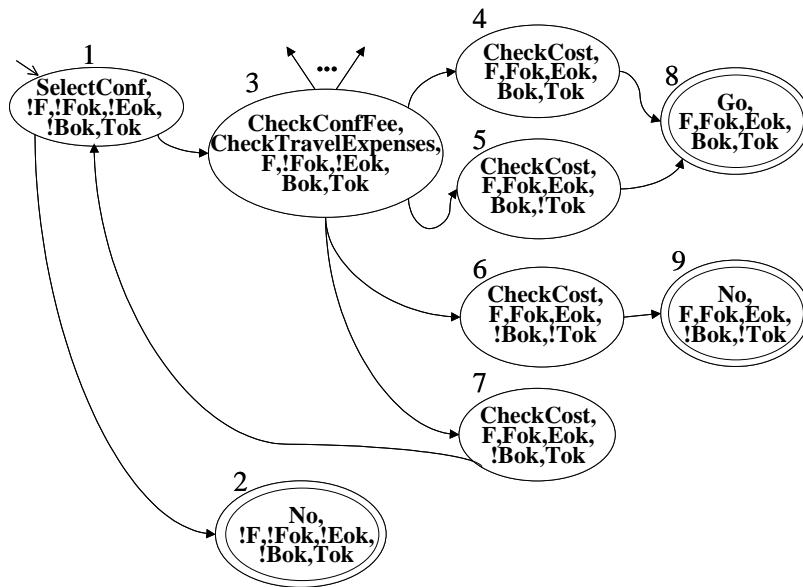 1
SelectConf,
!F,!Fok,!Eok,
!Bok,Tok
...
3
CheckConfFee,
CheckTravelExpenses,
F,!Fok,!Eok,
Bok,Tok
4
CheckCost,
F,Fok,Eok,
Bok,Tok
5
CheckCost,
F,Fok,Eok,
Bok,!Tok
8
Go,
F,Fok,Eok,
Bok,Tok
6
CheckCost,
F,Fok,Eok,
!Bok,!Tok
9
No,
F,Fok,Eok,
!Bok,!Tok
7
CheckCost,
F,Fok,Eok,
!Bok,Tok
2
No,
!F,!Fok,!Eok,
!Bok,Tok